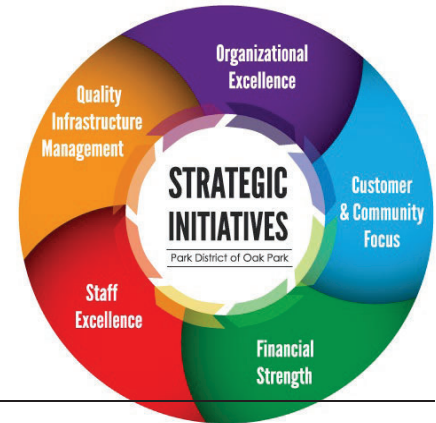 Organizational
Excellence
Quality
Infrastructure
Management
Customer
& Community
Focus
STRATEGIC
INITIATIVES
Park District of Oak Park
Staff
Excellence
Financial
Strength